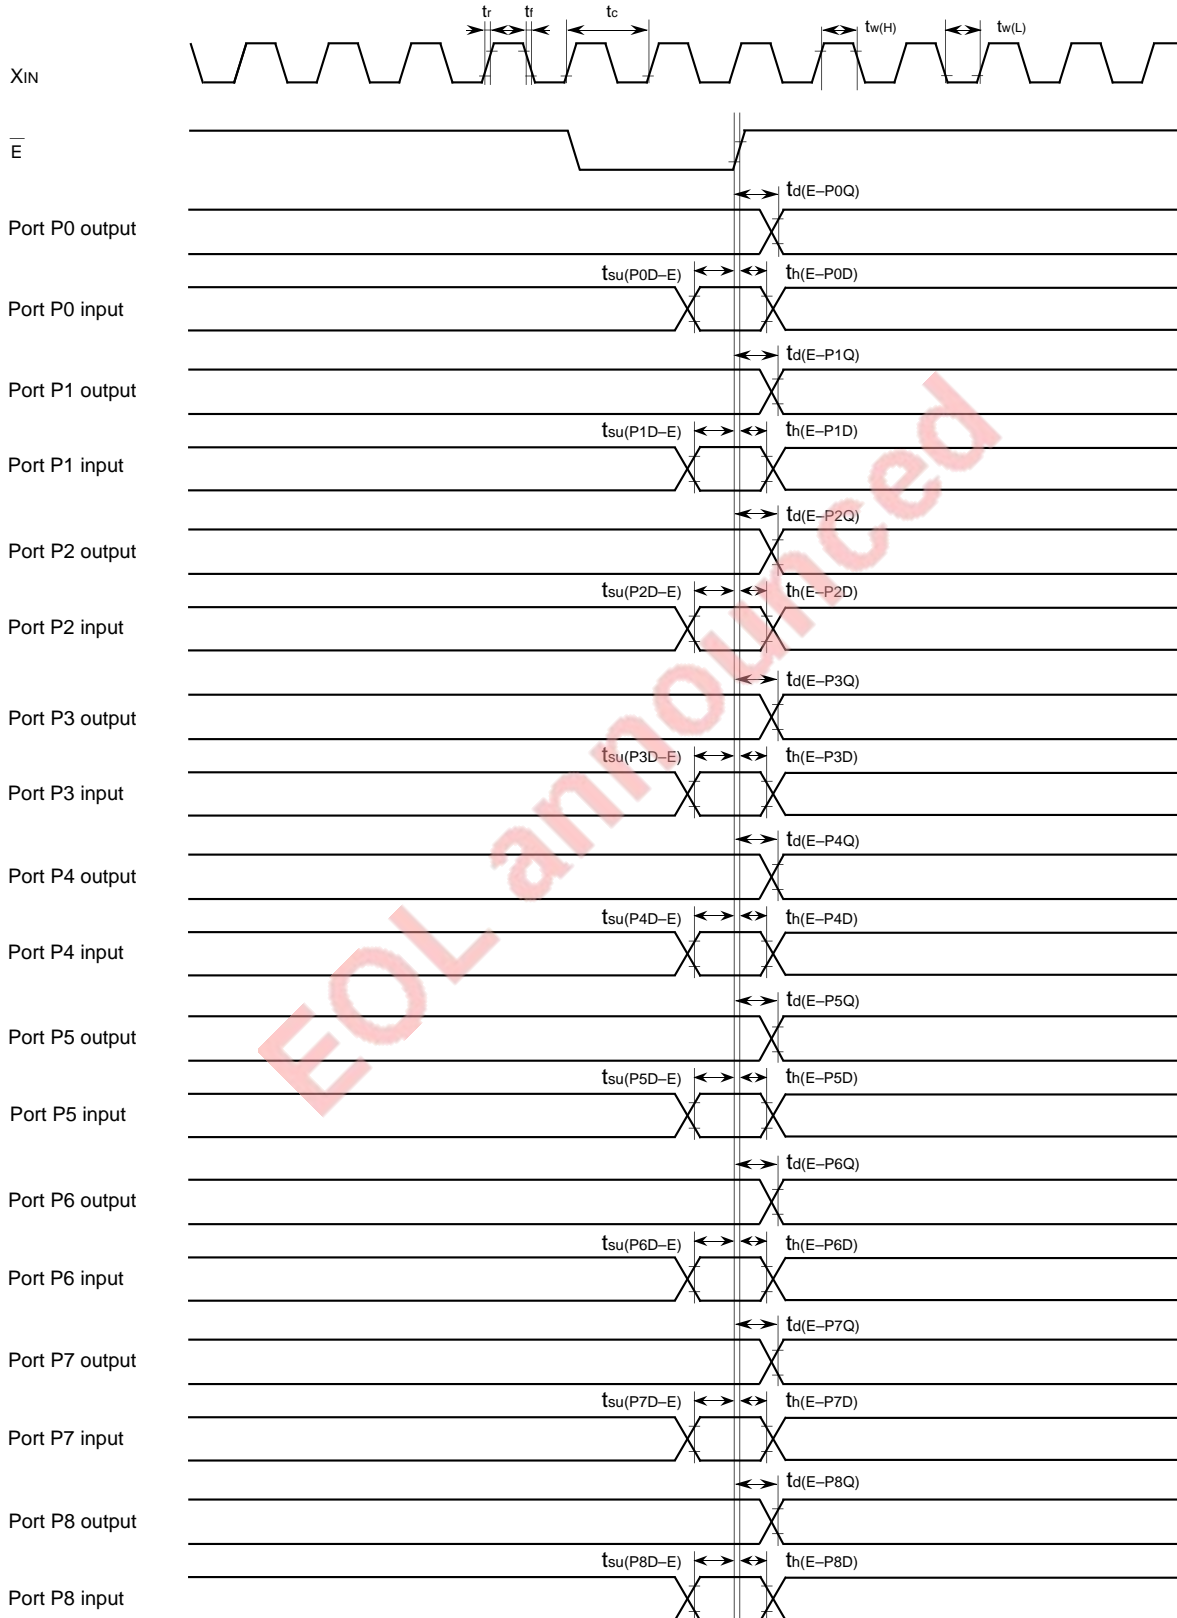 tr tf tc tw(H) tw(L)
XIN
E
td(E–P0Q)
Port P0 output
tsu(P0D–E) th(E–P0D)
Port P0 input
td(E–P1Q)
Port P1 output
tsu(P1D–E) th(E–P1D)
Port P1 input
td(E–P2Q)
Port P2 output
tsu(P2D–E) th(E–P2D)
Port P2 input
td(E–P3Q)
Port P3 output
tsu(P3D–E) th(E–P3D)
Port P3 input
td(E–P4Q)
Port P4 output
tsu(P4D–E) th(E–P4D)
Port P4 input
td(E–P5Q)
Port P5 output
tsu(P5D–E) th(E–P5D)
Port P5 input
td(E–P6Q)
Port P6 output
tsu(P6D–E) th(E–P6D)
Port P6 input
td(E–P7Q)
Port P7 output
tsu(P7D–E) th(E–P7D)
Port P7 input
td(E–P8Q)
Port P8 output
tsu(P8D–E) th(E–P8D)
Port P8 input
EOL announced